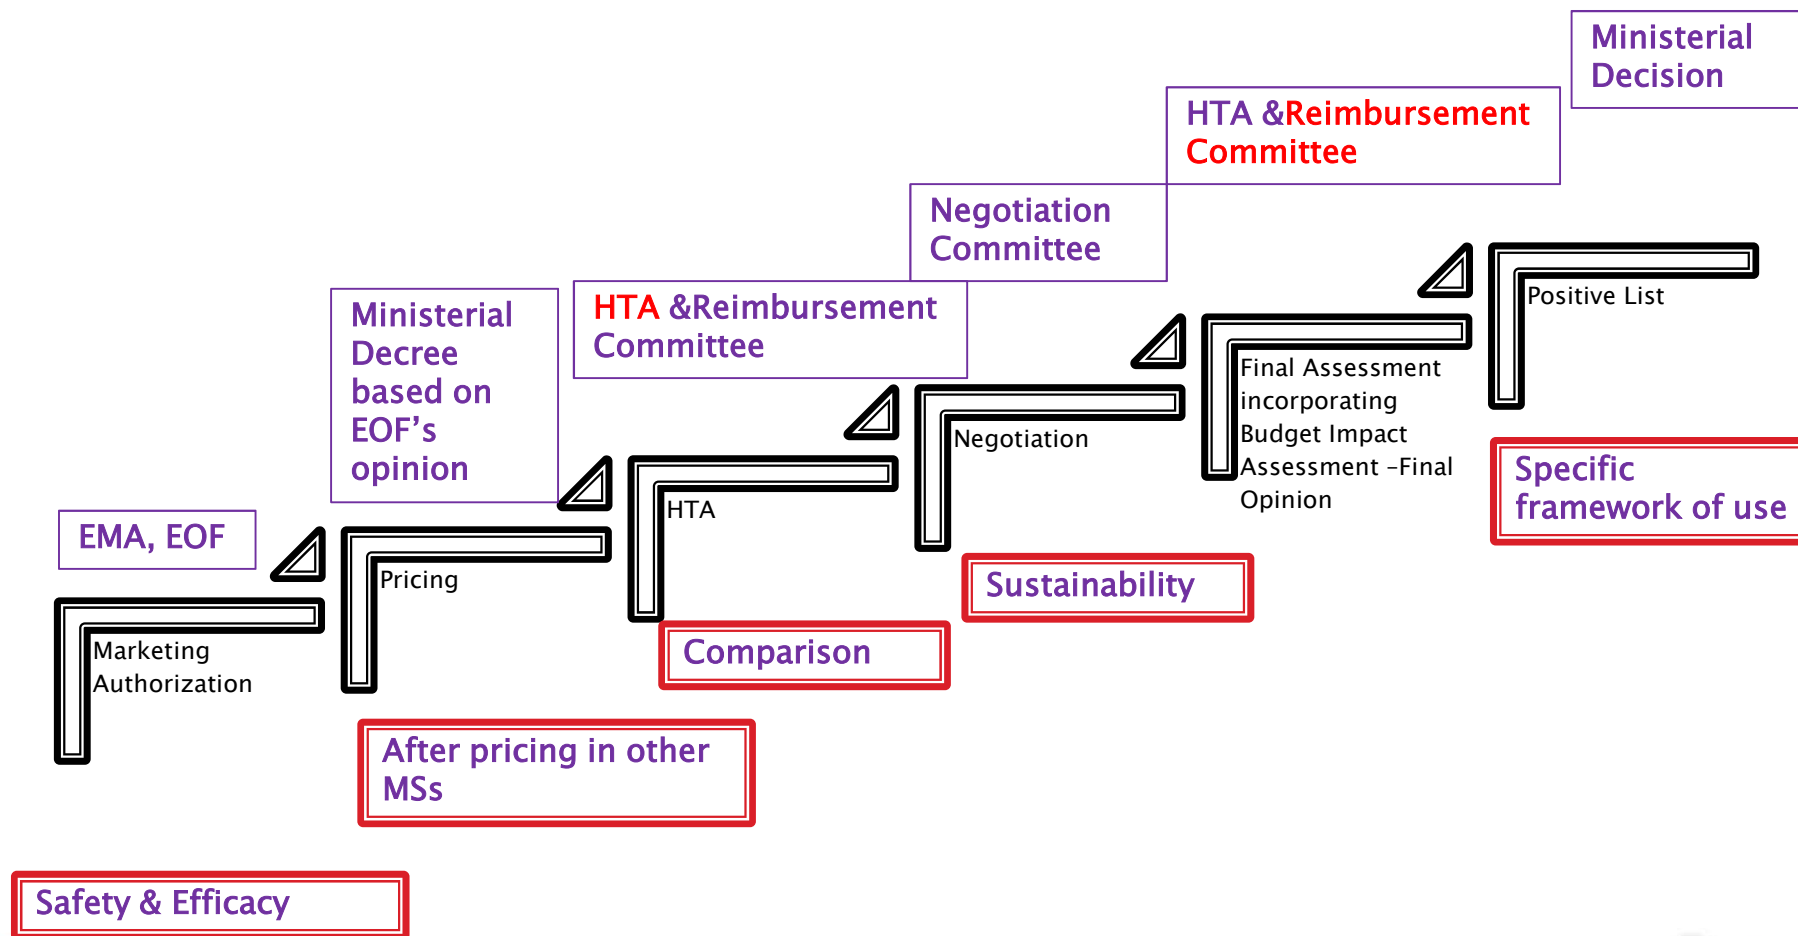 Ministerial
Decision
HTA &Reimbursement
Committee
Negotiation
Committee
HTA &Reimbursement
Committee
Ministerial
Decree
based on
EOF’s
opinion
EMA, EOF
Positive List
Final Assessment
incorporating
Budget Impact
Assessment –Final
Opinion
Negotiation
HTA
Pricing
Marketing
Authorization
Specific
framework of use
Sustainability
Comparison
After pricing in other
MSs
Safety & Efficacy